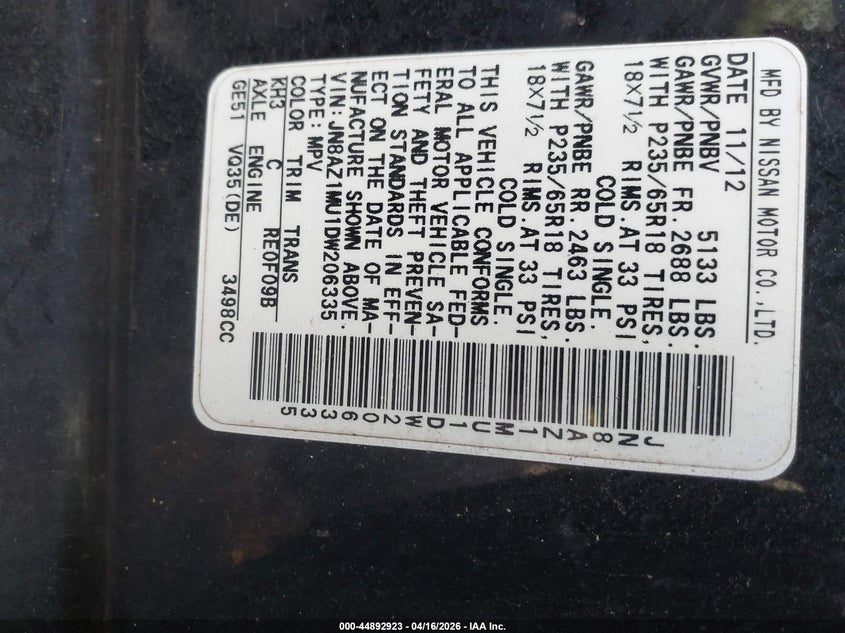 MFD BY NISSAN MOTOR CO.,LTD.
DATE 11/12
GVWR/PNBV 5133 LBS.
GAWR/PNBE FR. 2688 LBS.
WITH P235/65R18 TIRES,
18X7½ RIMS.AT 33 PSI
COLD SINGLE.
GAWR/PNBE RR. 2463 LBS.
WITH P235/65R18 TIRES,
18X7½ RIMS.AT 33 PSI
COLD SINGLE.
THIS VEHICLE CONFORMS
TO ALL APPLICABLE FED-
ERAL MOTOR VEHICLE SA-
FETY AND THEFT PREVEN-
TION STANDARDS IN EFF-
ECT ON THE DATE OF MA-
NUFACTURE SHOWN ABOVE.
VIN:JN8AZ1MU1DW206335
TYPE:MPV
COLOR TRIM TRANS
KH3 C RE0F09B
AXLE ENGINE
GE51 VQ35(DE) 3498CC
JN8AZ1MU1DW206335
000-44892923 - 04/16/2026 - IAA Inc.